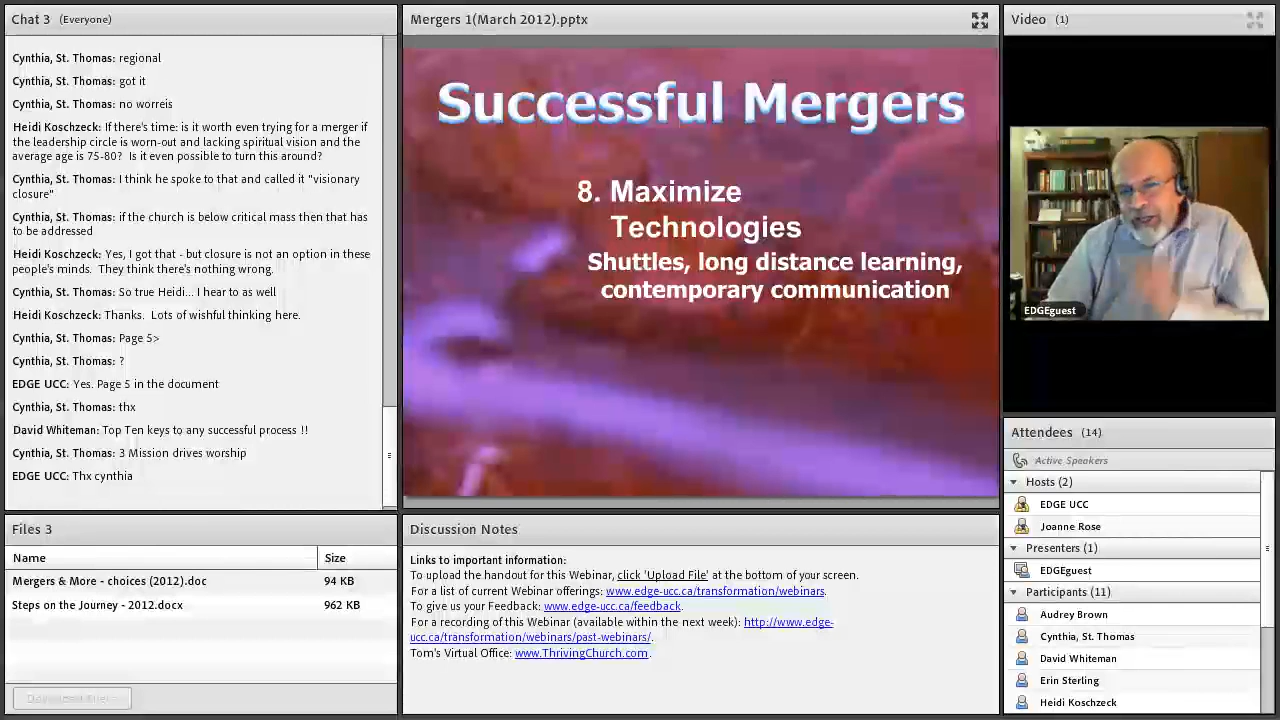 Chat 3 (Everyone)
Cynthia, St. Thomas: regional
Cynthia, St. Thomas: got it
Cynthia, St. Thomas: no worreis
Heidi Koschzeck: If there's time: is it worth even trying for a merger if
the leadership circle is worn-out and lacking spiritual vision and the
average age is 75-80? Is it even possible to turn this around?
Cynthia, St. Thomas: I think he spoke to that and called it "visionary
closure"
Cynthia, St. Thomas: if the church is below critical mass then that has
to be addressed
Heidi Koschzeck: Yes, I got that - but closure is not an option in these
people's minds. They think there's nothing wrong.
Cynthia, St. Thomas: So true Heidi... I hear to as well
Heidi Koschzeck: Thanks. Lots of wishful thinking here.
Cynthia, St. Thomas: Page 5>
Cynthia, St. Thomas: ?
EDGE UCC: Yes. Page 5 in the document
Cynthia, St. Thomas: thx
David Whiteman: Top Ten keys to any successful process !!
Cynthia, St. Thomas: 3 Mission drives worship
EDGE UCC: Thx cynthia
Files 3
Name Size
Mergers & More - choices (2012).doc 94 KB
Steps on the Journey - 2012.docx 962 KB
Download File(s)
Mergers 1(March 2012).pptx
Successful Mergers
8. Maximize
Technologies
Shuttles, long distance learning,
contemporary communication
Discussion Notes
Links to important information:
To upload the handout for this Webinar, click 'Upload File' at the bottom of your screen.
For a list of current Webinar offerings: www.edge-ucc.ca/transformation/webinars.
To give us your Feedback: www.edge-ucc.ca/feedback.
For a recording of this Webinar (available within the next week): http://www.edge-
ucc.ca/transformation/webinars/past-webinars/.
Tom's Virtual Office: www.ThrivingChurch.com.
Video (1)
EDGEguest
Attendees (14)
Active Speakers
Hosts (2)
EDGE UCC
Joanne Rose
Presenters (1)
EDGEguest
Participants (11)
Audrey Brown
Cynthia, St. Thomas
David Whiteman
Erin Sterling
Heidi Koschzeck